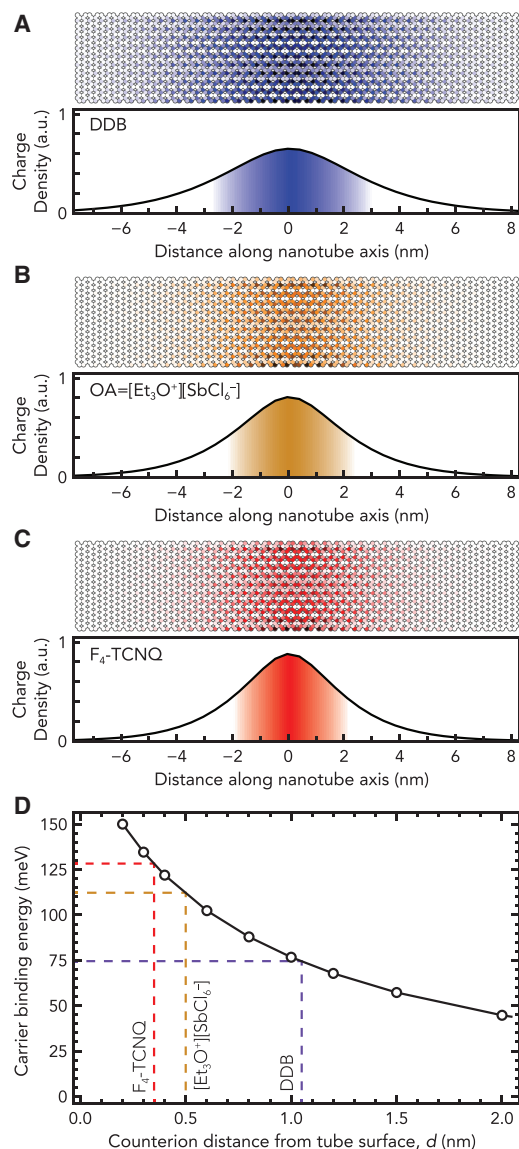 A
1
DDB
Charge
Density (a.u.)
0
−6 −4 −2 0 2 4 6 8
Distance along nanotube axis (nm)
B
1
OA=[Et₃O⁺][SbCl₆⁻]
Charge
Density (a.u.)
0
−6 −4 −2 0 2 4 6 8
Distance along nanotube axis (nm)
C
1
F₄-TCNQ
Charge
Density (a.u.)
0
−6 −4 −2 0 2 4 6 8
Distance along nanotube axis (nm)
D
150
125
100
75
50
25
0
Carrier binding energy (meV)
F₄-TCNQ
[Et₃O⁺][SbCl₆⁻]
DDB
0.0 0.5 1.0 1.5 2.0
Counterion distance from tube surface, d (nm)